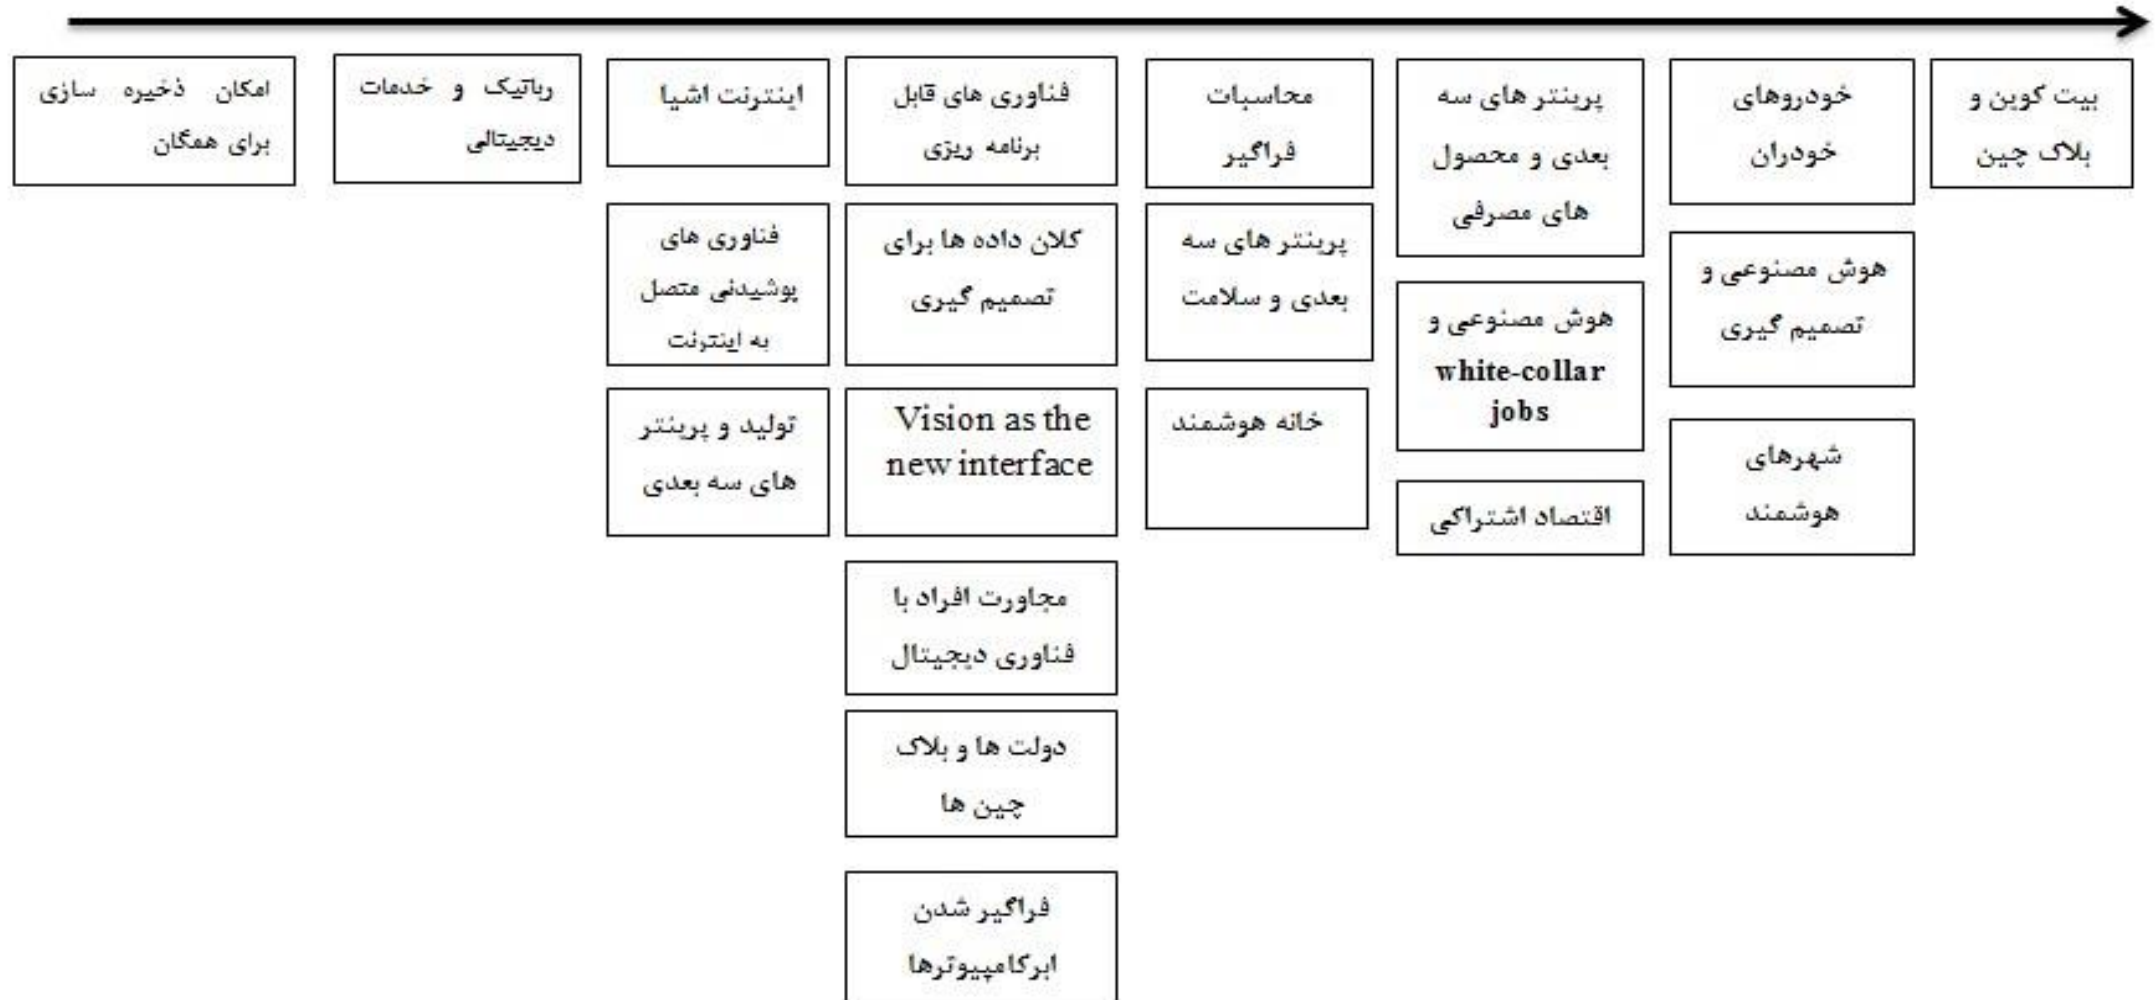 امکان ذخیره سازی
برای همگان
رباتیک و خدمات
دیجیتالی
اینترنت اشیا
فناوری های
پوشیدنی متصل
به اینترنت
تولید و پرینتر
های سه بعدی
فناوری های قابل
برنامه ریزی
کلان داده ها برای
تصمیم گیری
Vision as the
new interface
مجاورت افراد با
فناوری دیجیتال
دولت ها و بلاک
چین ها
فراگیر شدن
ابرکامپیوترها
محاسبات
فراگیر
پرینتر های سه
بعدی و سلامت
خانه هوشمند
پرینتر های سه
بعدی و محصول
های مصرفی
هوش مصنوعی و
white-collar
jobs
اقتصاد اشتراکی
خودروهای
خودران
هوش مصنوعی و
تصمیم گیری
شهرهای
هوشمند
بیت کوین و
بلاک چین